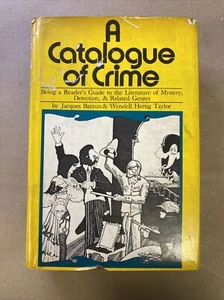 A
Catalogue
of Crime
Being a Reader's Guide to the Literature of Mystery,
Detection, & Related Genres
by Jacques Barzun & Wendell Hertig Taylor